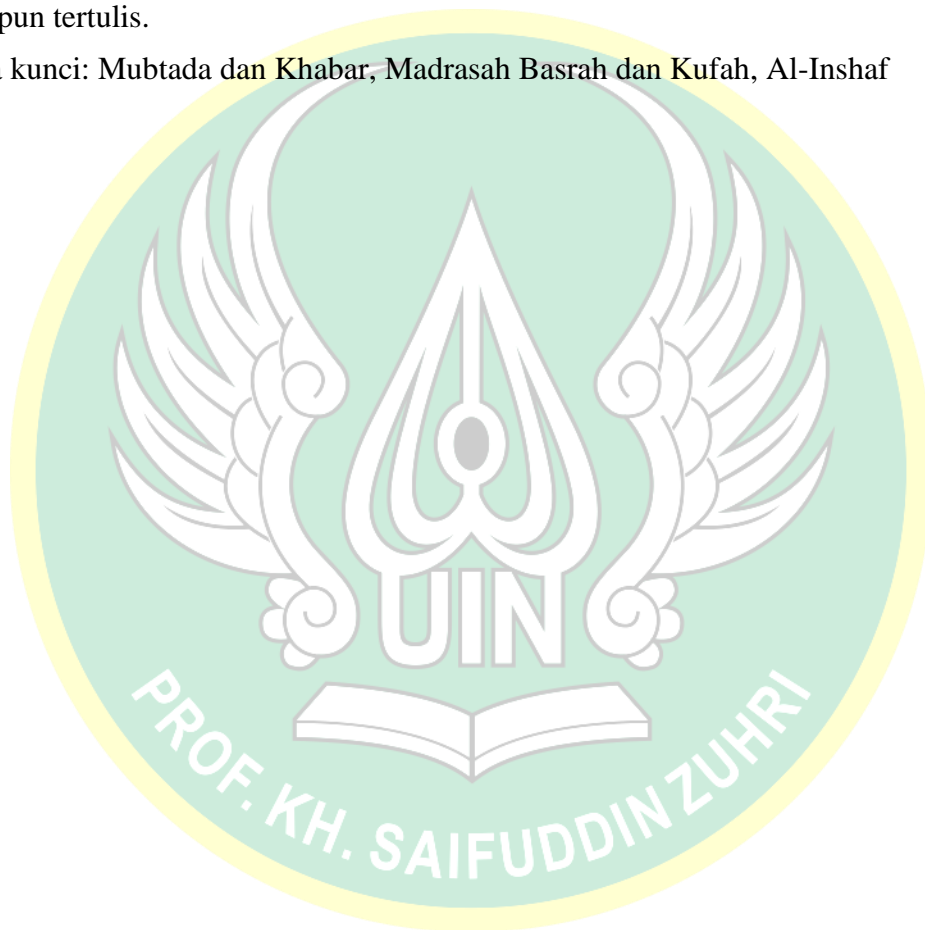 pun tertulis.
kunci: Mubtada dan Khabar, Madrasah Basrah dan Kufah, Al-Inshaf
UIN
PROF. KH. SAIFUDDIN ZUHRI